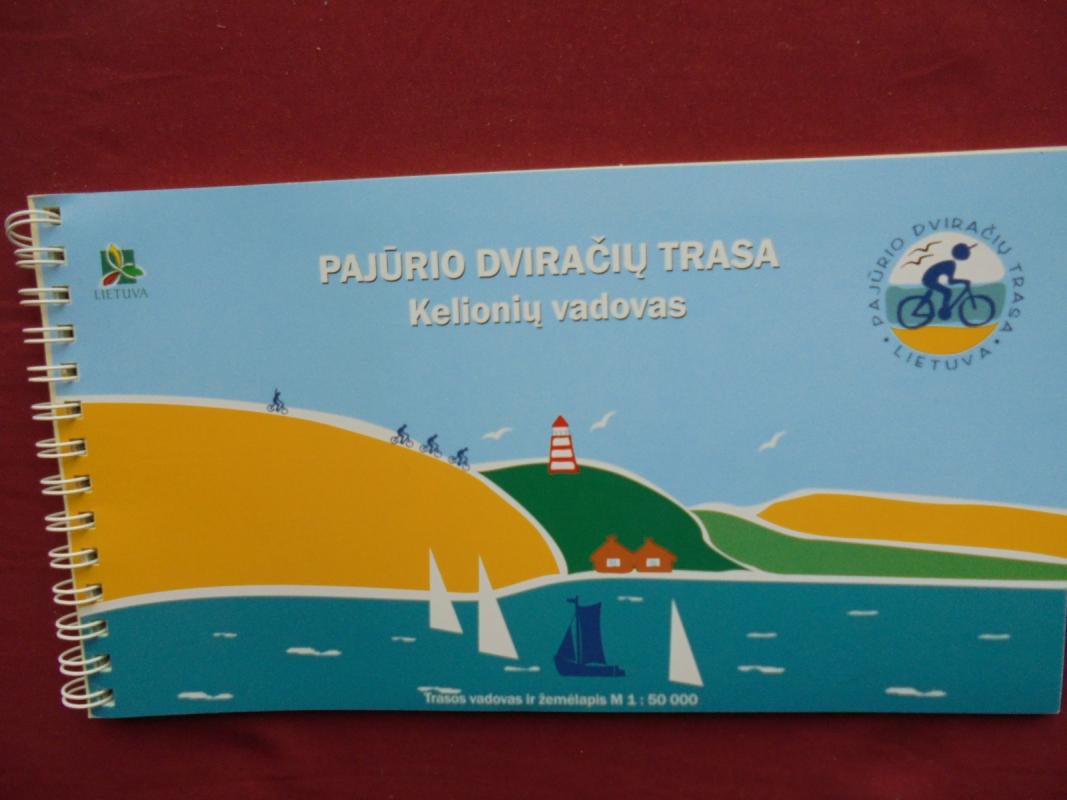 LIETUVA
PAJŪRIO DVIRAČIŲ TRASA
Kelionių vadovas
PAJŪRIO DVIRAČIŲ TRASA
• LIETUVA •
Trasos vadovas ir žemėlapis M 1 : 50 000